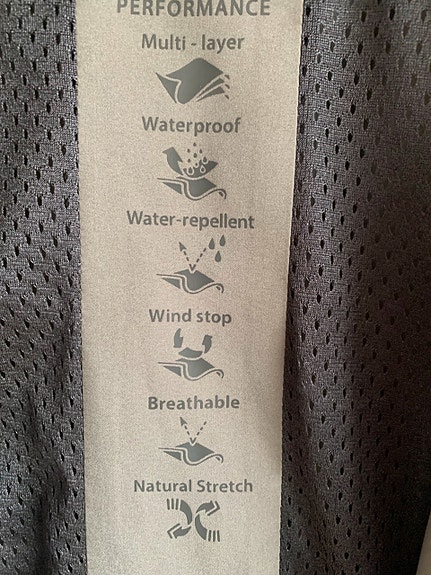 PERFORMANCE
Multi - layer
Waterproof
Water-repellent
Wind stop
Breathable
Natural Stretch